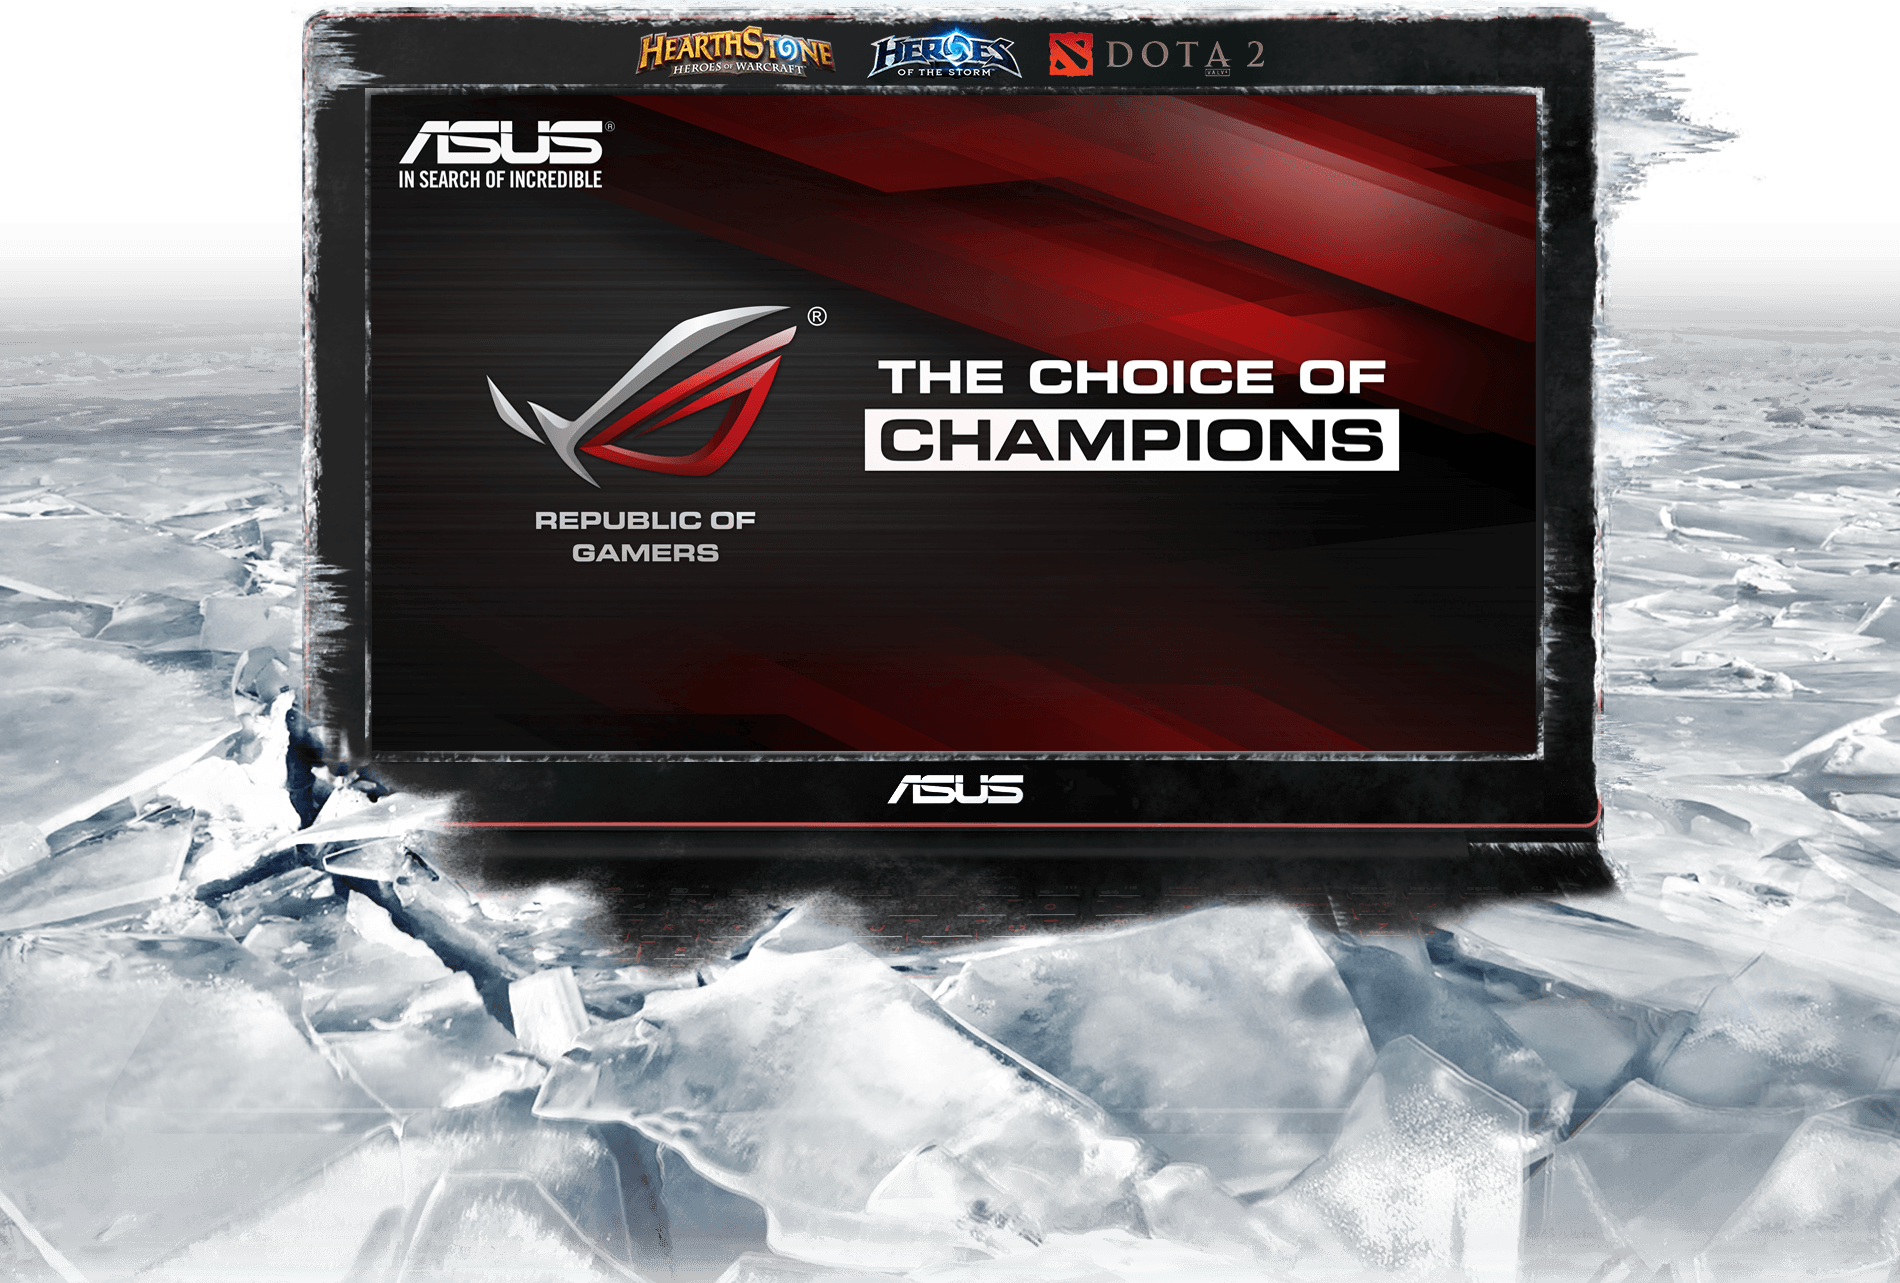 HEARTHSTONE
HEROES OF WARCRAFT
HEROES
OF THE STORM
DOTA 2
VALVE
ASUS®
IN SEARCH OF INCREDIBLE
®
THE CHOICE OF
CHAMPIONS
REPUBLIC OF
GAMERS
ASUS